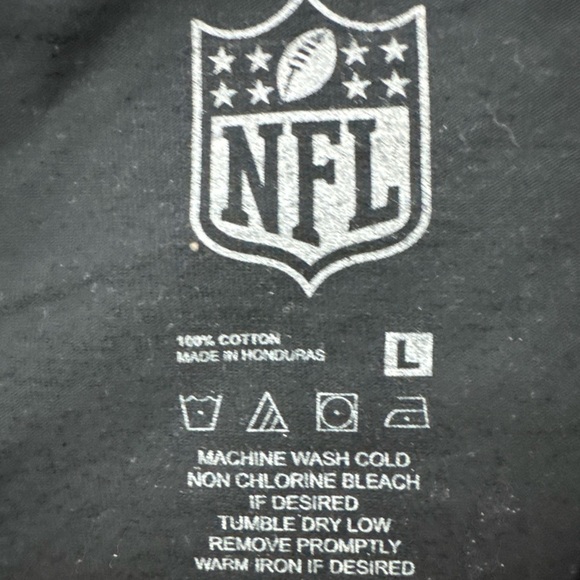 NFL
100% COTTON
MADE IN HONDURAS
L
MACHINE WASH COLD
NON CHLORINE BLEACH
IF DESIRED
TUMBLE DRY LOW
REMOVE PROMPTLY
WARM IRON IF DESIRED